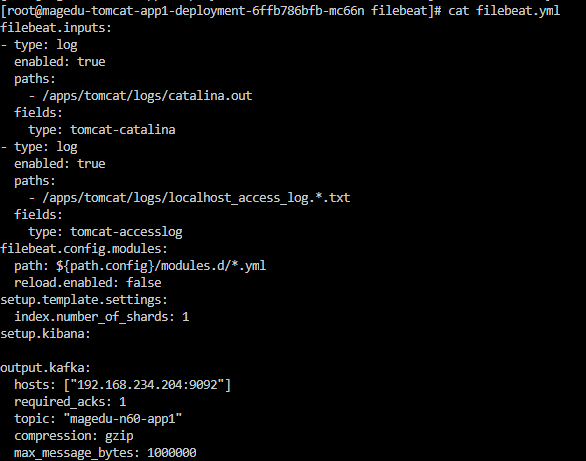 [root@magedu-tomcat-app1-deployment-6ffb786bfb-mc66n filebeat]# cat filebeat.yml
filebeat.inputs:
- type: log
  enabled: true
  paths:
    - /apps/tomcat/logs/catalina.out
  fields:
    type: tomcat-catalina
- type: log
  enabled: true
  paths:
    - /apps/tomcat/logs/localhost_access_log.*.txt
  fields:
    type: tomcat-accesslog
filebeat.config.modules:
  path: ${path.config}/modules.d/*.yml
  reload.enabled: false
setup.template.settings:
  index.number_of_shards: 1
setup.kibana:

output.kafka:
  hosts: ["192.168.234.204:9092"]
  required_acks: 1
  topic: "magedu-n60-app1"
  compression: gzip
  max_message_bytes: 1000000